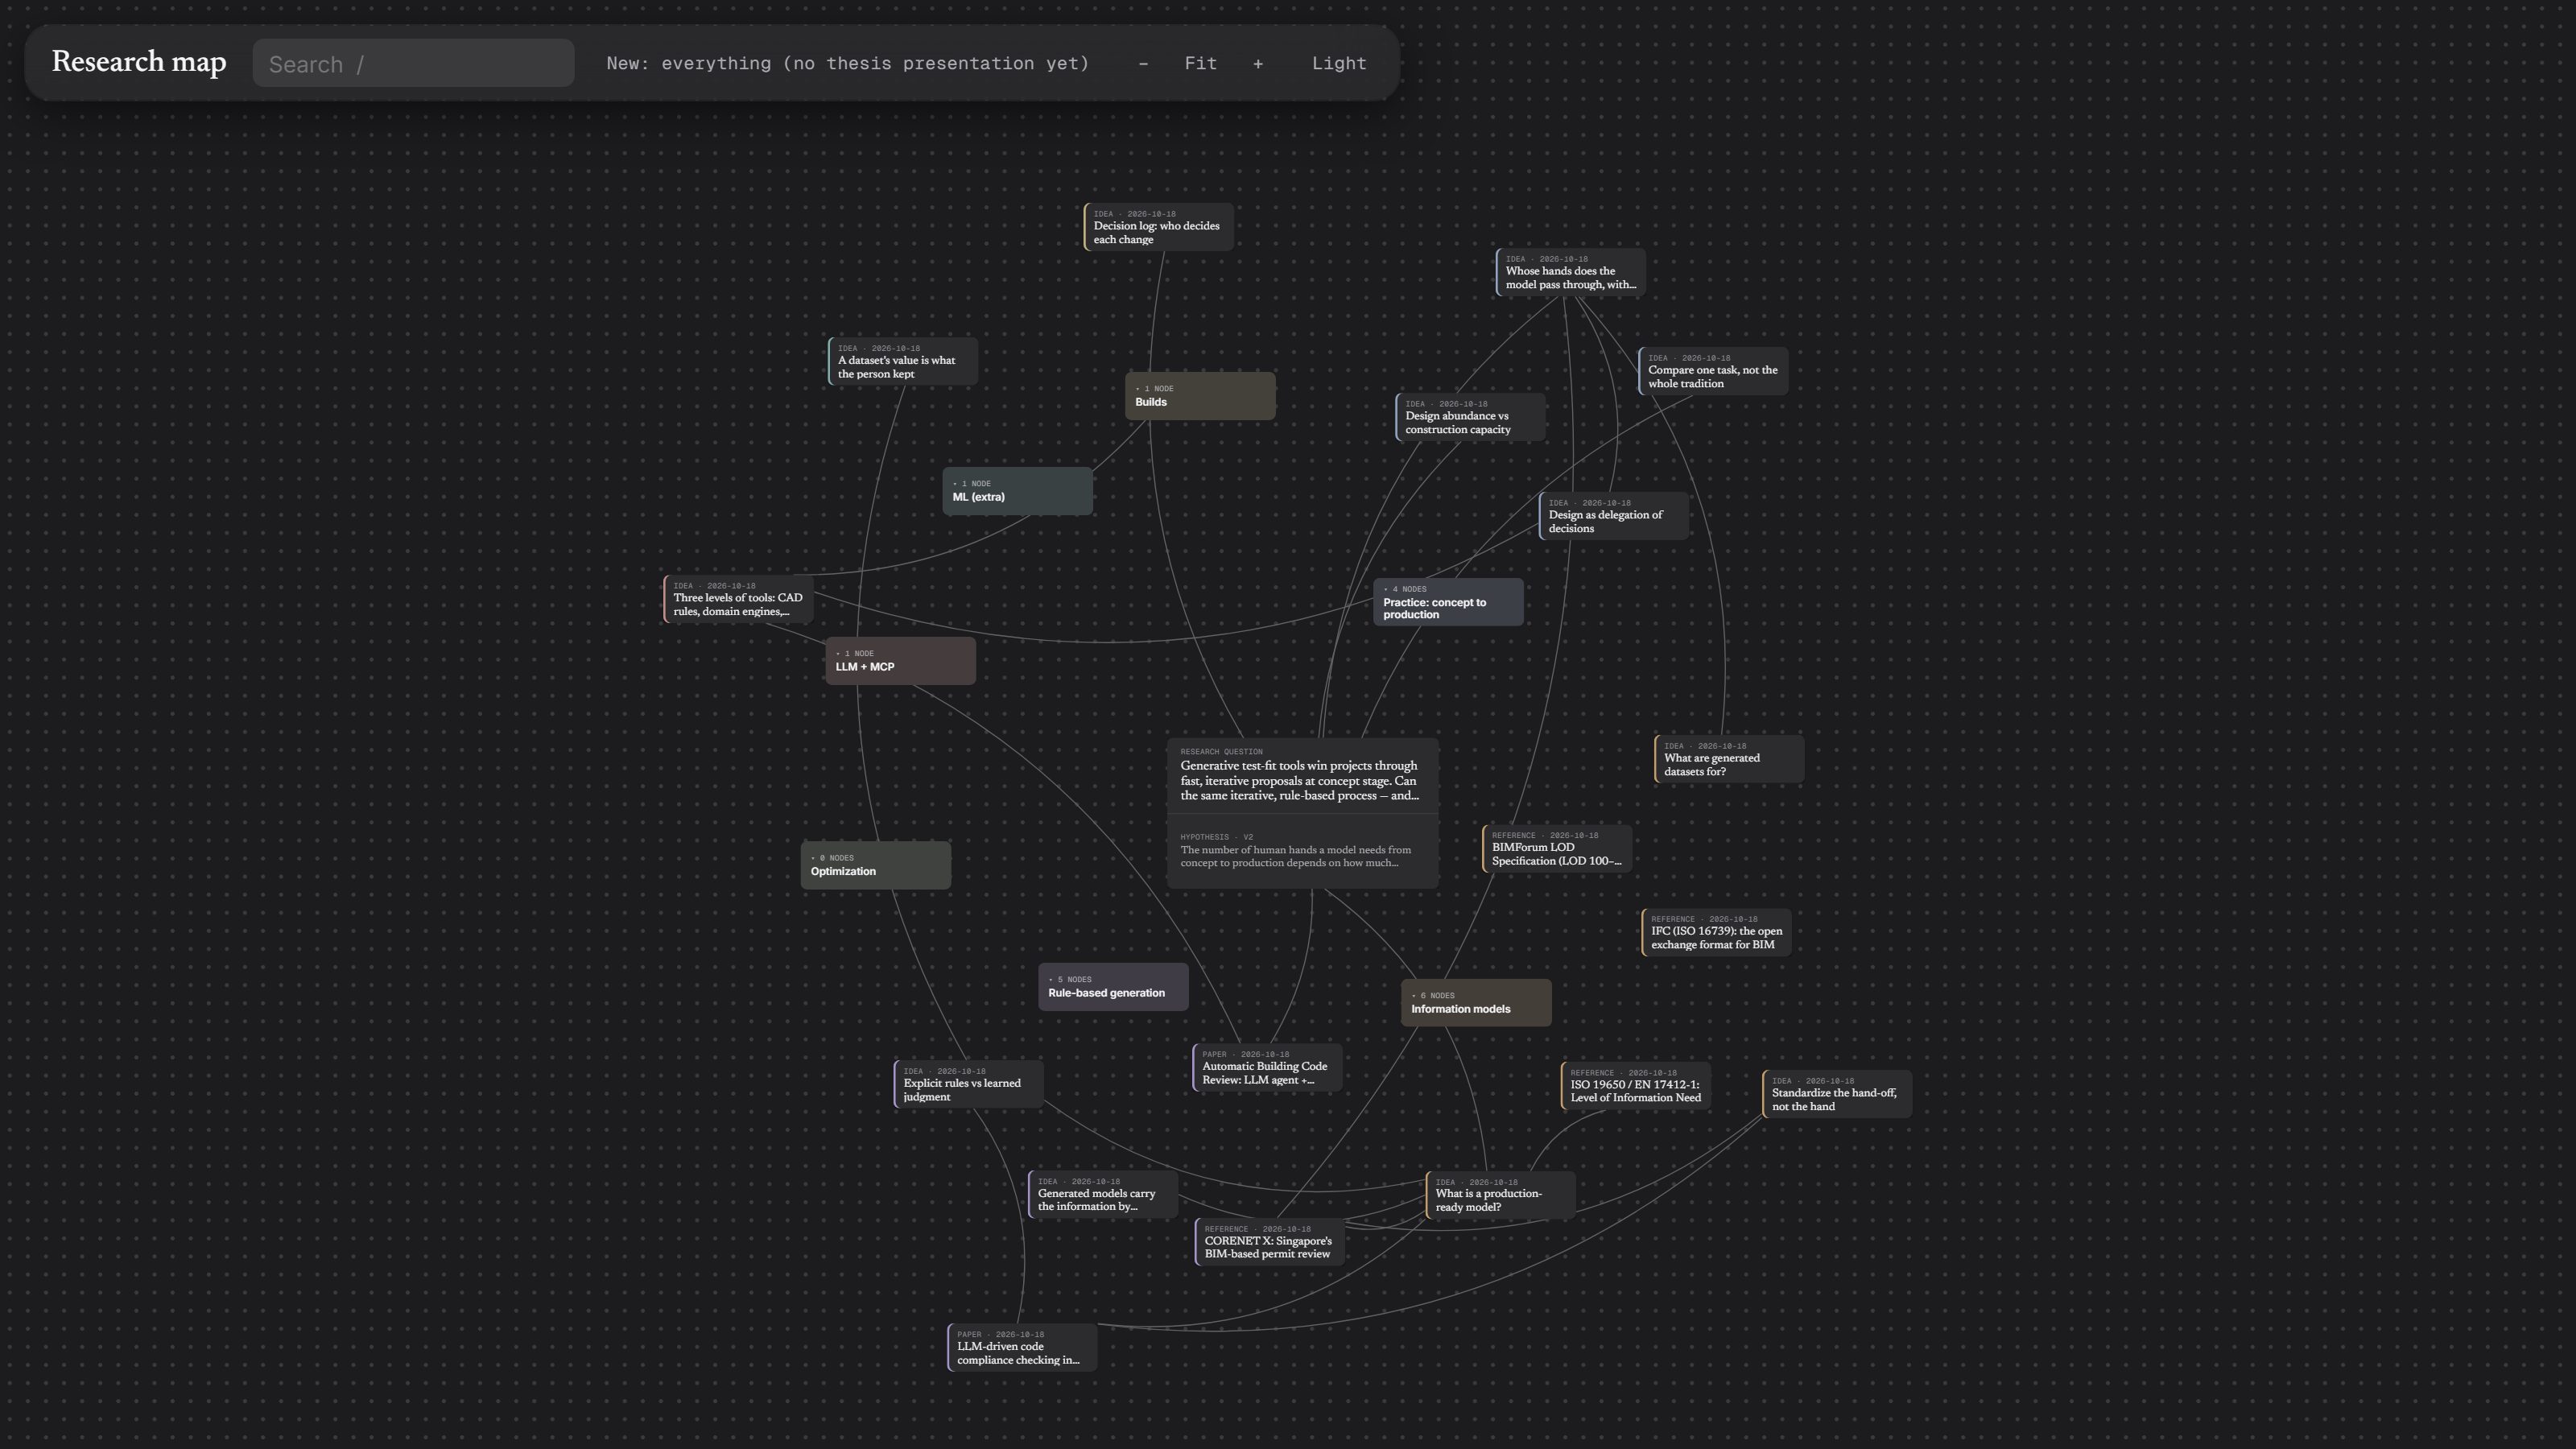 Research map
Search /
New: everything (no thesis presentation yet)
−
Fit
+
Light
IDEA · 2026-10-18
Decision log: who decides
each change
IDEA · 2026-10-18
Whose hands does the
model pass through, with...
IDEA · 2026-10-18
A dataset's value is what
the person kept
IDEA · 2026-10-18
Compare one task, not the
whole tradition
1 NODE
Builds
IDEA · 2026-10-18
Design abundance vs
construction capacity
1 NODE
ML (extra)
IDEA · 2026-10-18
Design as delegation of
decisions
IDEA · 2026-10-18
Three levels of tools: CAD
rules, domain engines,...
4 NODES
Practice: concept to
production
1 NODE
LLM + MCP
RESEARCH QUESTION
Generative test-fit tools win projects through
fast, iterative proposals at concept stage. Can
the same iterative, rule-based process — and...
HYPOTHESIS · V2
The number of human hands a model needs from
concept to production depends on how much...
IDEA · 2026-10-18
What are generated
datasets for?
REFERENCE · 2026-10-18
BIMForum LOD
Specification (LOD 100–...
0 NODES
Optimization
REFERENCE · 2026-10-18
IFC (ISO 16739): the open
exchange format for BIM
5 NODES
Rule-based generation
6 NODES
Information models
PAPER · 2026-10-18
Automatic Building Code
Review: LLM agent +...
IDEA · 2026-10-18
Explicit rules vs learned
judgment
REFERENCE · 2026-10-18
ISO 19650 / EN 17412-1:
Level of Information Need
IDEA · 2026-10-18
Standardize the hand-off,
not the hand
IDEA · 2026-10-18
Generated models carry
the information by...
IDEA · 2026-10-18
What is a production-
ready model?
REFERENCE · 2026-10-18
CORENET X: Singapore's
BIM-based permit review
PAPER · 2026-10-18
LLM-driven code
compliance checking in...